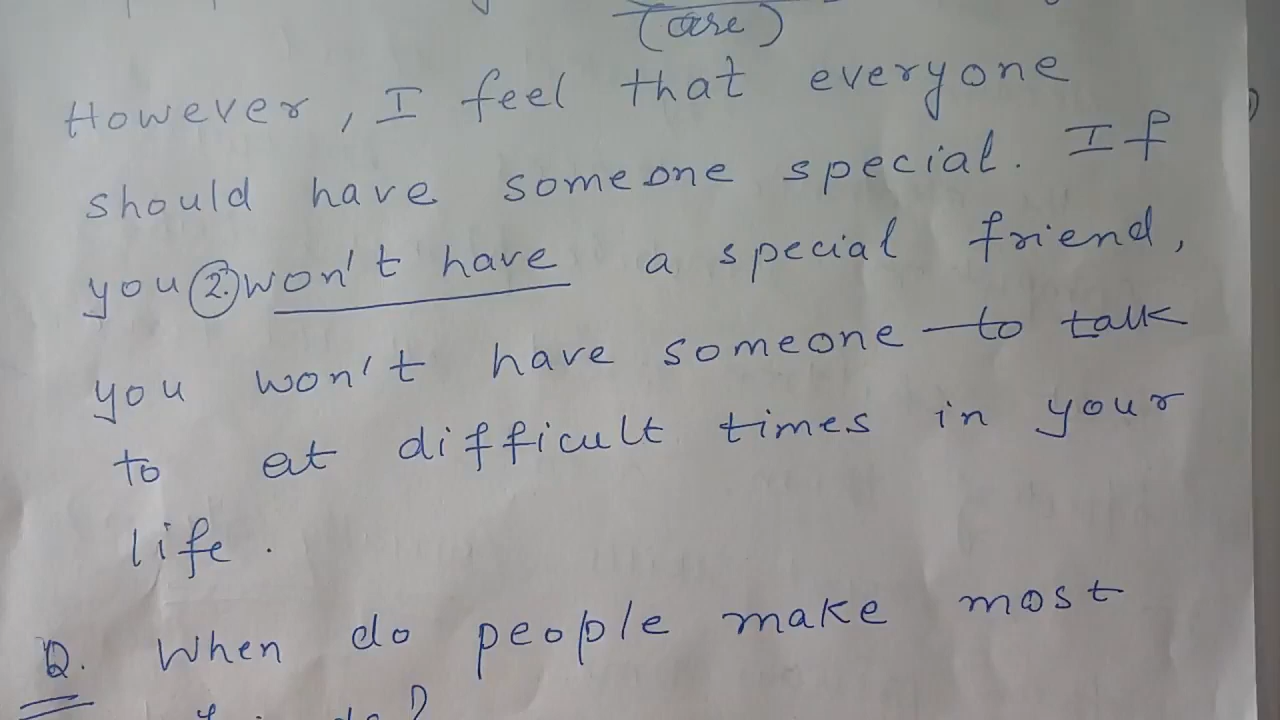 (are)
However, I feel that everyone
should have someone special. If
you 2. won't have a special friend,
you won't have someone to talk
to at difficult times in your
life.
Q. When do people make most